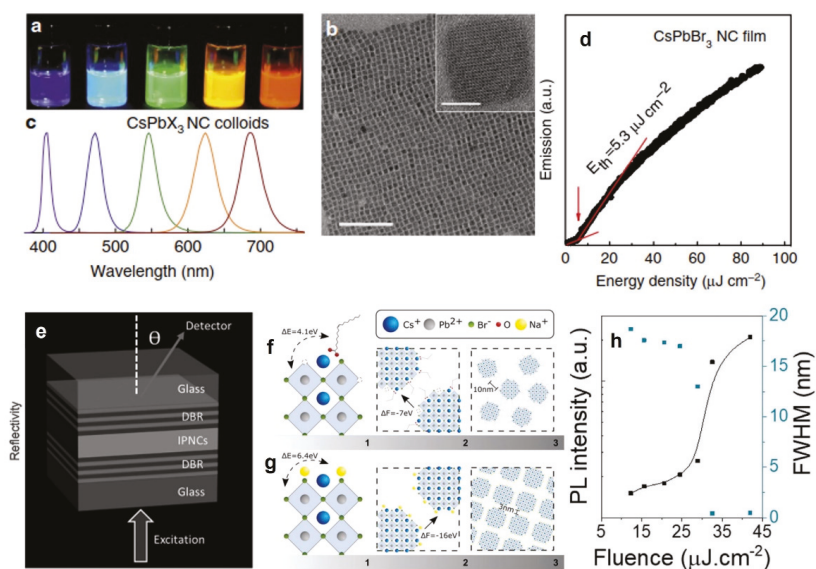 a
c
CsPbX₃ NC colloids
400
500
600
700
Wavelength (nm)
b
d
CsPbBr₃ NC film
Emission (a.u.)
Eₜₕ=5.3 μJ cm⁻²
0
20
40
60
80
100
Energy density (μJ cm⁻²)
Reflectivity
e
θ
Detector
Glass
DBR
IPNCs
DBR
Glass
Excitation
Cs⁺
Pb²⁺
Br⁻
O
Na⁺
f
ΔE=4.1eV
ΔF=-7eV
10nm
1
2
3
g
ΔE=6.4eV
ΔF=-16eV
3nm
1
2
3
h
PL intensity (a.u.)
20
15
10
5
0
FWHM (nm)
5
15
25
35
45
Fluence (μJ.cm⁻²)